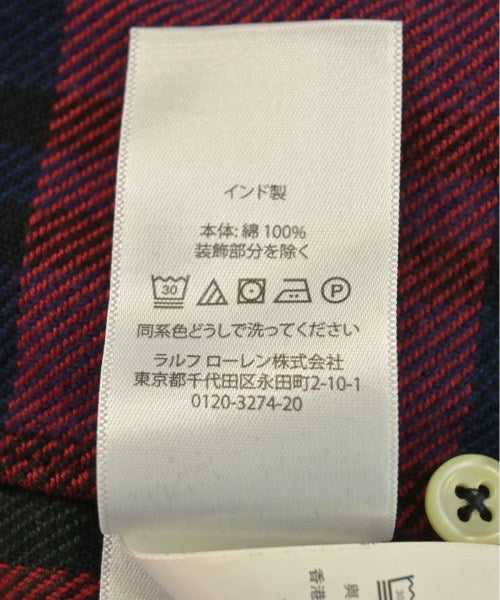 インド製
本体: 綿 100%
装飾部分を除く
30
同系色どうしで洗ってください
ラルフ ローレン株式会社
東京都千代田区永田町2-10-1
0120-3274-20
香港